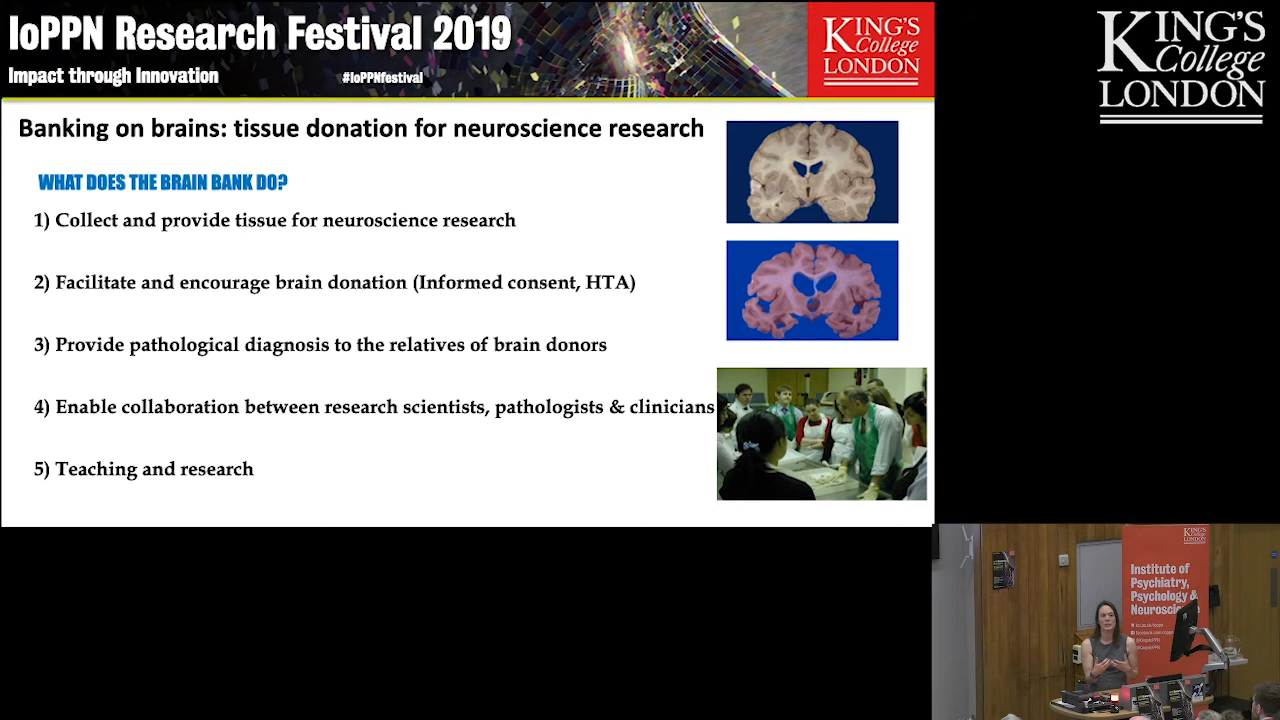 IoPPN Research Festival 2019
Impact through Innovation
#IoPPNfestival
KING'S
College
LONDON
KING'S
College
LONDON
Banking on brains: tissue donation for neuroscience research
WHAT DOES THE BRAIN BANK DO?
1) Collect and provide tissue for neuroscience research
2) Facilitate and encourage brain donation (Informed consent, HTA)
3) Provide pathological diagnosis to the relatives of brain donors
4) Enable collaboration between research scientists, pathologists & clinicians
5) Teaching and research
KING'S
College
LONDON
Institute of
Psychiatry,
Psychology &